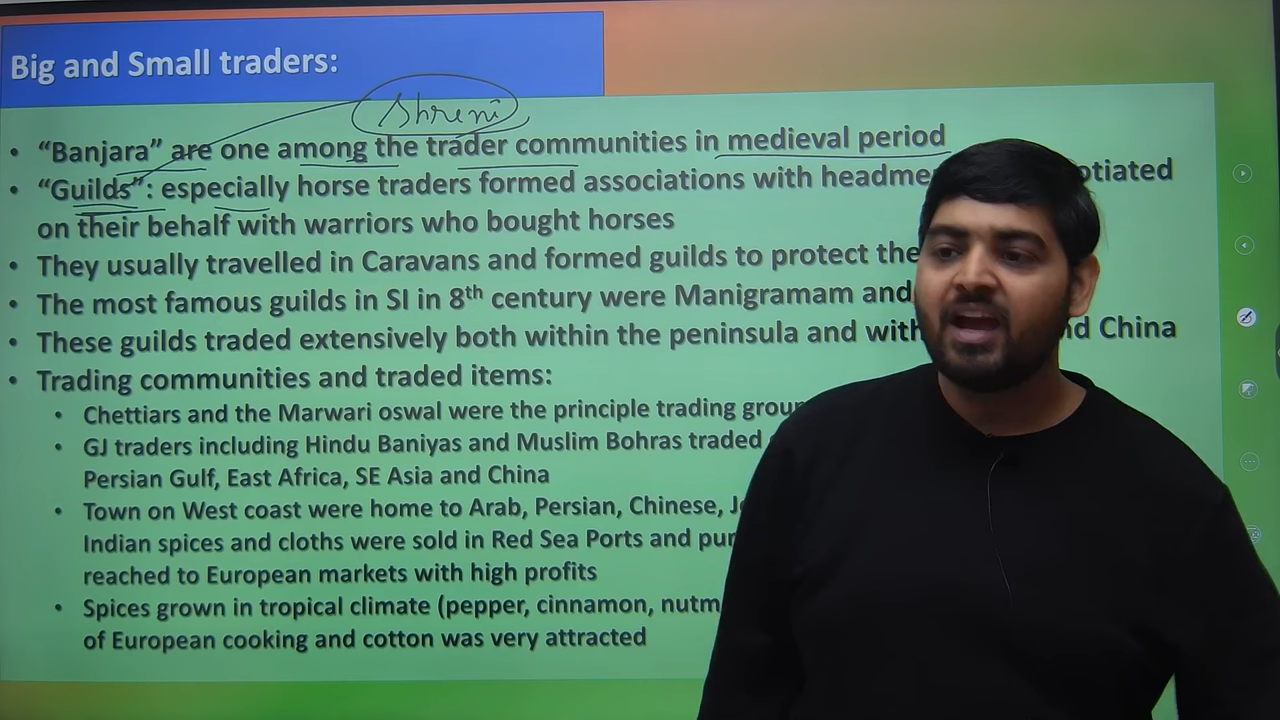 Big and Small traders:
Shreni
• “Banjara” are one among the trader communities in medieval period
• “Guilds”: especially horse traders formed associations with headme otiated
on their behalf with warriors who bought horses
• They usually travelled in Caravans and formed guilds to protect the
• The most famous guilds in SI in 8th century were Manigramam and
• These guilds traded extensively both within the peninsula and with nd China
• Trading communities and traded items:
• Chettiars and the Marwari oswal were the principle trading group
• GJ traders including Hindu Baniyas and Muslim Bohras traded
Persian Gulf, East Africa, SE Asia and China
• Town on West coast were home to Arab, Persian, Chinese, Je
Indian spices and cloths were sold in Red Sea Ports and pur
reached to European markets with high profits
• Spices grown in tropical climate (pepper, cinnamon, nutm
of European cooking and cotton was very attracted